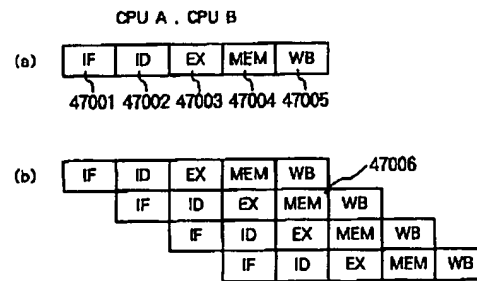 CPU A , CPU B
(a) IF ID EX MEM WB
47001 47002 47003 47004 47005
47006
(b) IF ID EX MEM WB
IF ID EX MEM WB
IF ID EX MEM WB
IF ID EX MEM WB